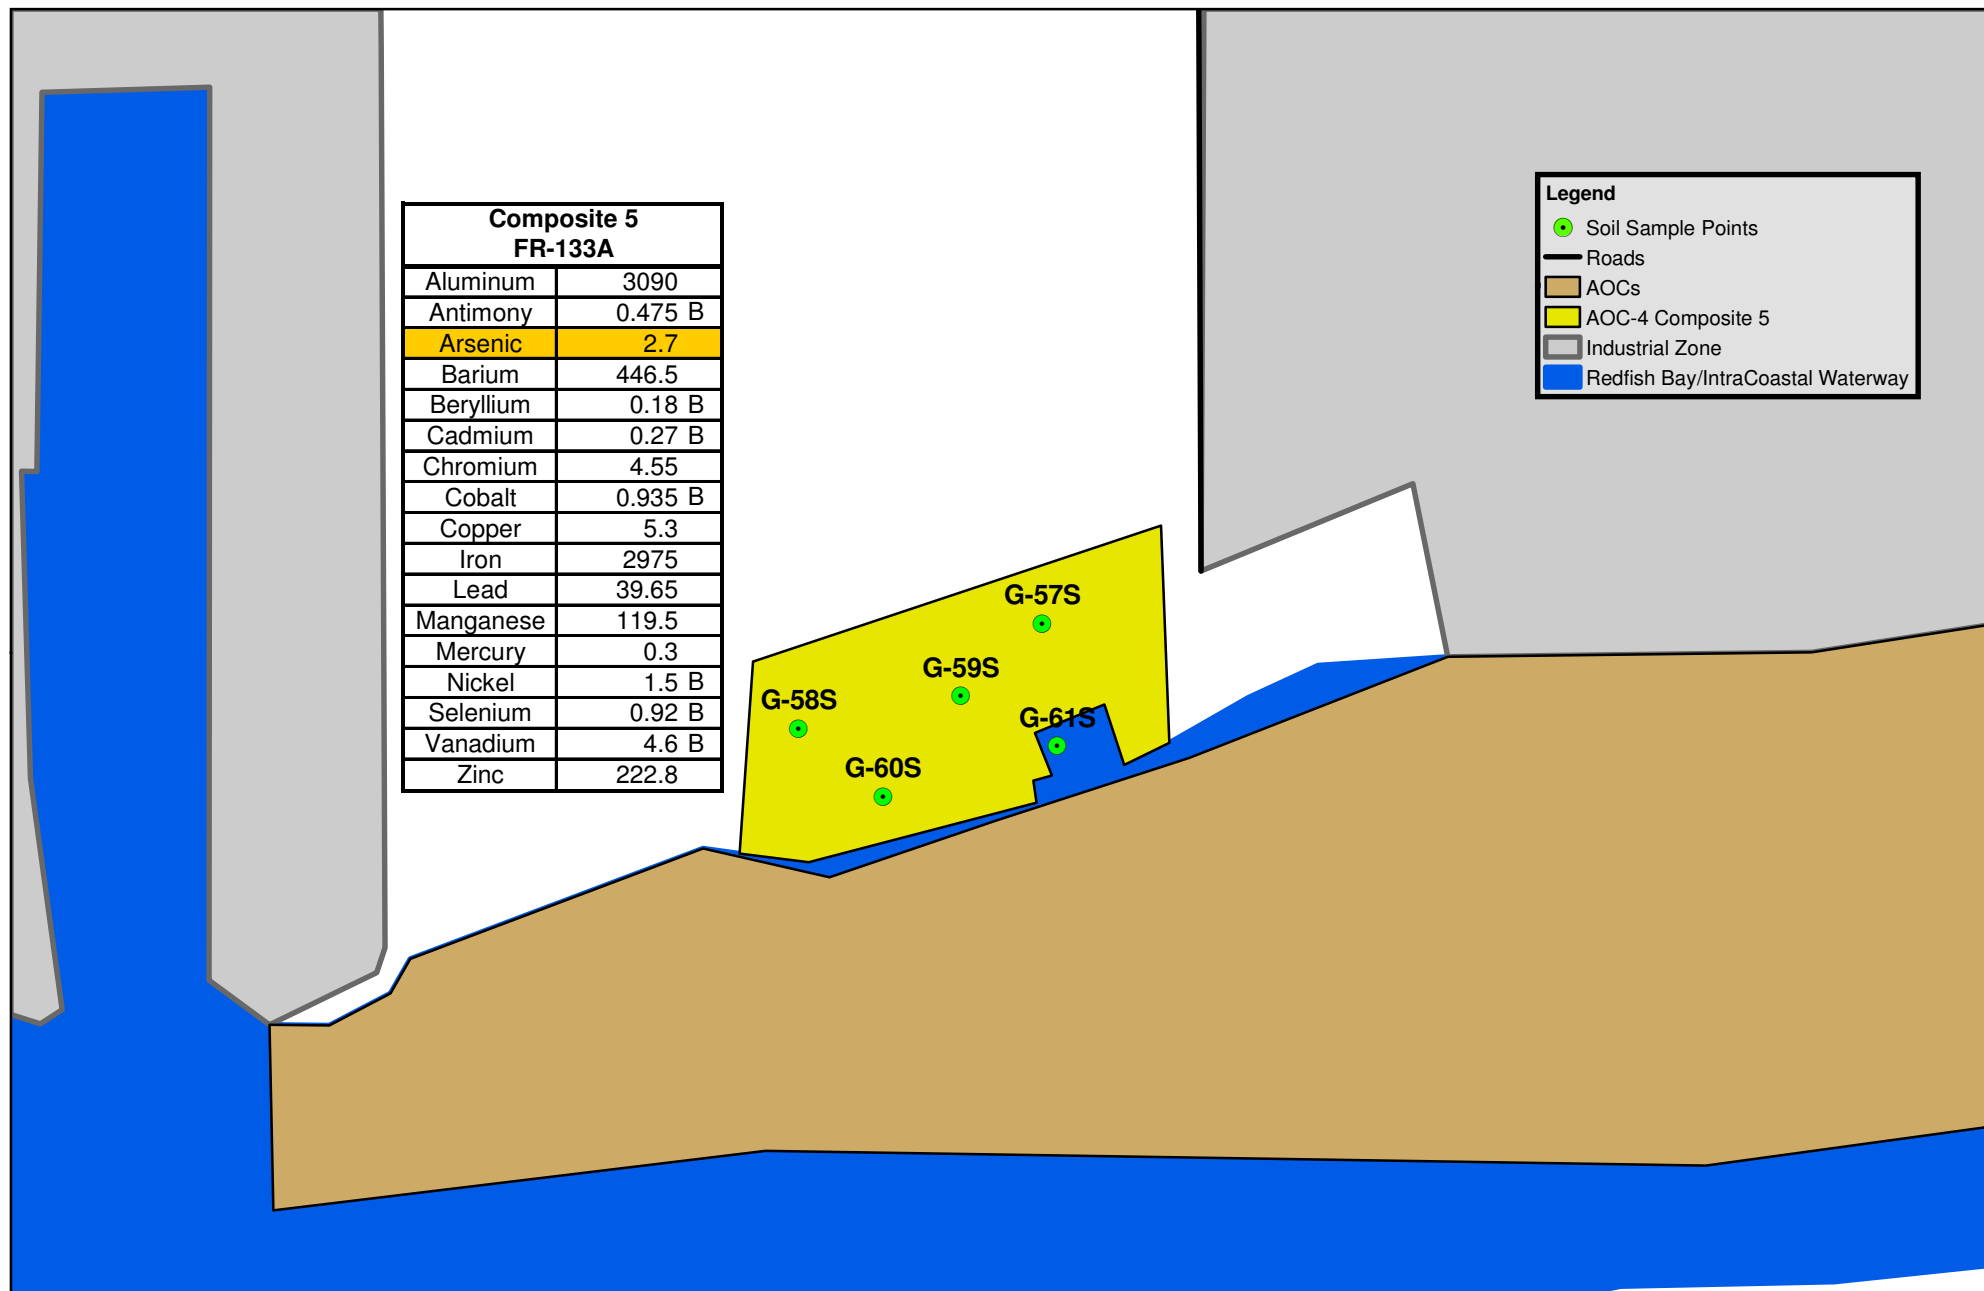 Composite 5
FR-133A
Aluminum 3090
Antimony 0.475 B
Arsenic 2.7
Barium 446.5
Beryllium 0.18 B
Cadmium 0.27 B
Chromium 4.55
Cobalt 0.935 B
Copper 5.3
Iron 2975
Lead 39.65
Manganese 119.5
Mercury 0.3
Nickel 1.5 B
Selenium 0.92 B
Vanadium 4.6 B
Zinc 222.8
Legend
Soil Sample Points
Roads
AOCs
AOC-4 Composite 5
Industrial Zone
Redfish Bay/IntraCoastal Waterway
G-57S
G-59S
G-58S
G-61S
G-60S